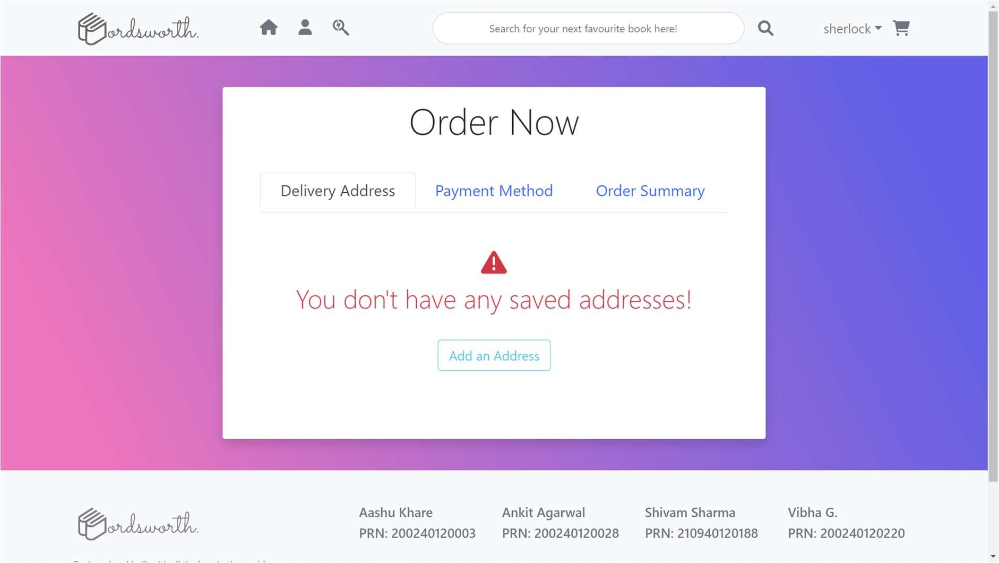 ordsworth.
Search for your next favourite book here!
sherlock
Order Now
Delivery Address
Payment Method
Order Summary
You don't have any saved addresses!
Add an Address
ordsworth.
Aashu Khare
PRN: 200240120003
Ankit Agarwal
PRN: 200240120028
Shivam Sharma
PRN: 210940120188
Vibha G.
PRN: 200240120220